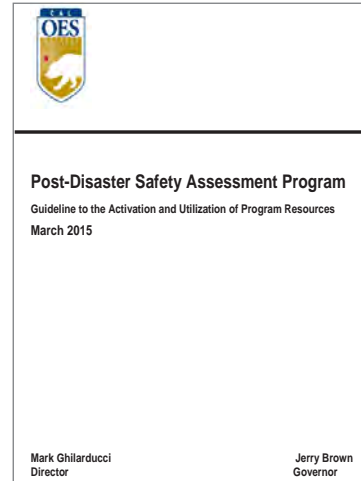 CAL
OES
Post-Disaster Safety Assessment Program
Guideline to the Activation and Utilization of Program Resources
March 2015
Mark Ghilarducci Jerry Brown
Director Governor